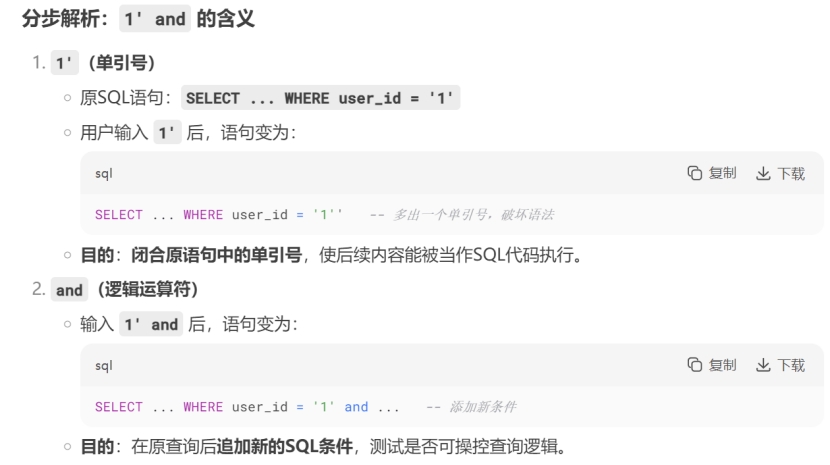 分步解析：1' and 的含义
1. 1'（单引号）
○ 原SQL语句：SELECT ... WHERE user_id = '1'
○ 用户输入 1' 后，语句变为：
sql 复制 下载
SELECT ... WHERE user_id = '1'' -- 多出一个单引号，破坏语法
○ 目的：闭合原语句中的单引号，使后续内容能被当作SQL代码执行。
2. and（逻辑运算符）
○ 输入 1' and 后，语句变为：
sql 复制 下载
SELECT ... WHERE user_id = '1' and ... -- 添加新条件
○ 目的：在原查询后追加新的SQL条件，测试是否可操控查询逻辑。